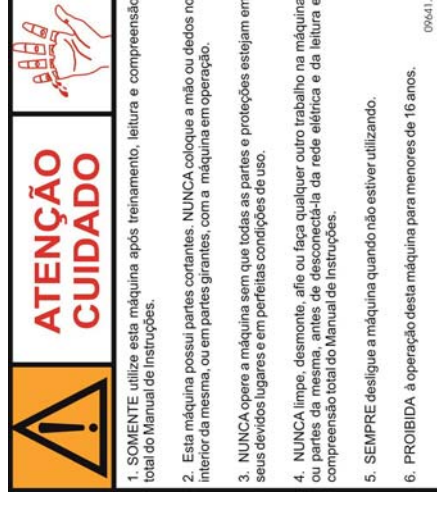 ATENÇÃO
CUIDADO
1. SOMENTE utilize esta máquina após treinamento, leitura e compreensão
total do Manual de Instruções.
2. Esta máquina possui partes cortantes. NUNCA coloque a mão ou dedos no
interior da mesma, ou em partes girantes, com a máquina em operação.
3. NUNCA opere a máquina sem que todas as partes e proteções estejam em
seus devidos lugares e em perfeitas condições de uso.
4. NUNCA limpe, desmonte, afie ou faça qualquer outro trabalho na máquina
ou partes da mesma, antes de desconectá-la da rede elétrica e da leitura e
compreensão total do Manual de Instruções.
5. SEMPRE desligue a máquina quando não estiver utilizando.
6. PROIBIDA à operação desta máquina para menores de 16 anos.
09641.